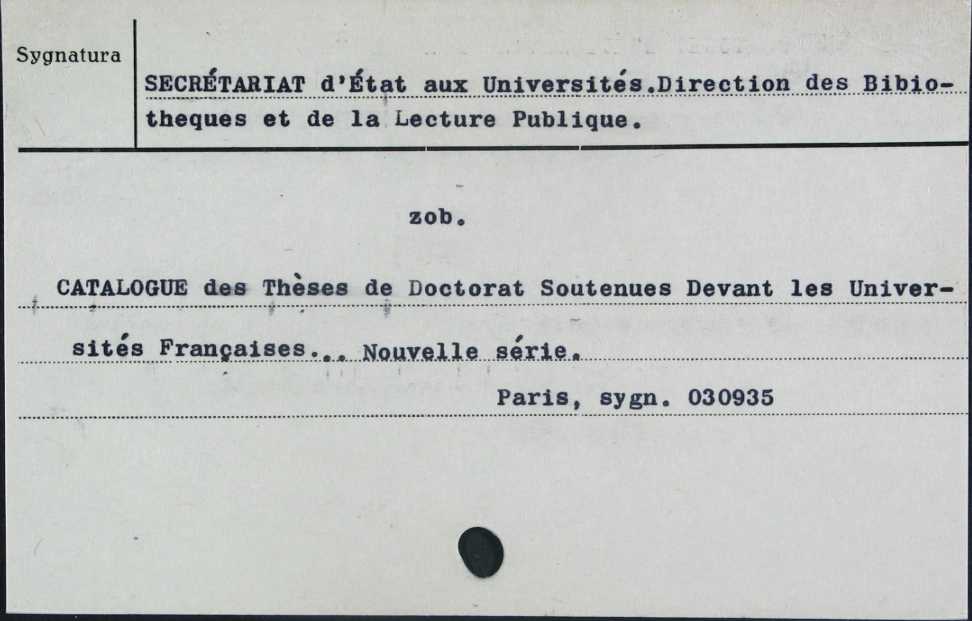 Sygnatura
SECRÉTARIAT d'État aux Universités.Direction des Bibio-
theques et de la Lecture Publique.
zob.
CATALOGUE des Thèses de Doctorat Soutenues Devant les Univer-
sités Françaises... Nouvelle série.
Paris, sygn. 030935